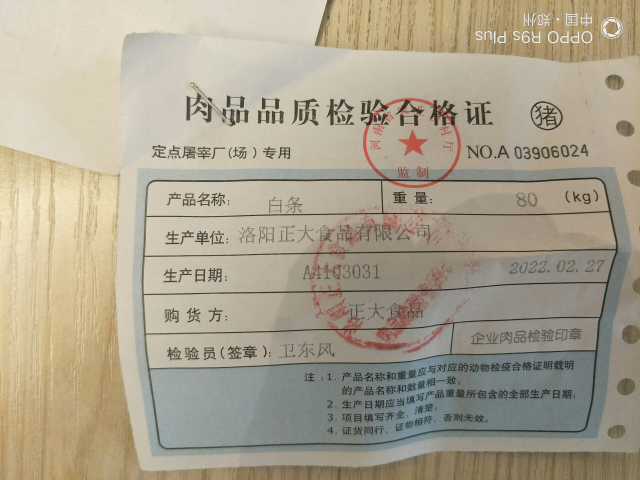 OPPO R9s Plus
中国·郑州
肉品品质检验合格证 猪
定点屠宰厂(场)专用 NO.A 03906024
监制
产品名称: 白条 重量: 80 (kg)
生产单位: 洛阳正大食品有限公司
生产日期: A4103031 2022.02.27
购货方: 正大食品
检验员(签章): 卫东风 企业肉品检验印章
注: 1. 产品名称和重量应与对应的动物检疫合格证明载明
的产品名称和数量相一致。
2. 生产日期应当填写产品重量所包含的全部生产日期;
3. 项目填写齐全、清楚;
4. 证货同行、证物相符、否则无效。